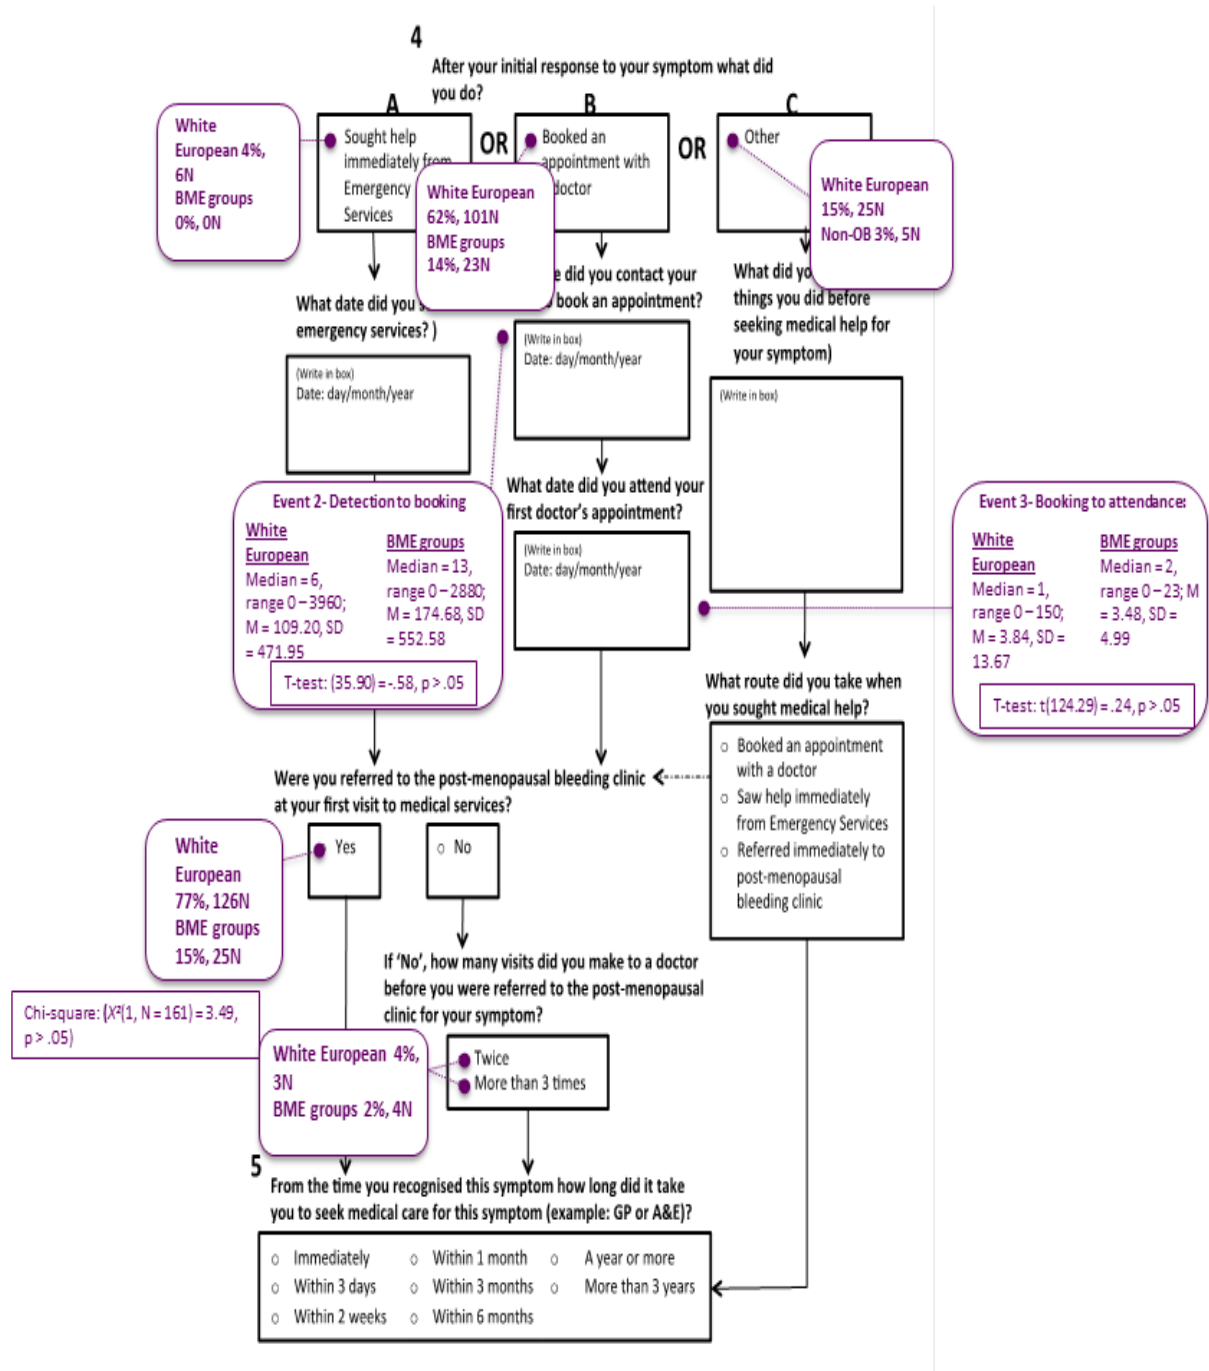 4
After your initial response to your symptom what did
you do?
A
B
C
White
European 4%,
6N
BME groups
0%, 0N
Sought help
immediately from
Emergency
Services
OR
Booked an
appointment with
doctor
OR
Other
White European
62%, 101N
BME groups
14%, 23N
White European
15%, 25N
Non-OB 3%, 5N
What date did you s
emergency services? )
e did you contact your
book an appointment?
What did yo
things you did before
seeking medical help for
your symptom)
(Write in box)
Date: day/month/year
(Write in box)
Date: day/month/year
(Write in box)
What date did you attend your
first doctor's appointment?
(Write in box)
Date: day/month/year
Event 2- Detection to booking
White
European
Median = 6,
range 0 – 3960;
M = 109.20, SD
= 471.95
BME groups
Median = 13,
range 0 – 2880;
M = 174.68, SD
= 552.58
T-test: (35.90) = -.58, p > .05
Event 3- Booking to attendance:
White
European
Median = 1,
range 0 – 150;
M = 3.84, SD =
13.67
BME groups
Median = 2,
range 0 – 23; M
= 3.48, SD =
4.99
T-test: t(124.29) = .24, p > .05
What route did you take when
you sought medical help?
Booked an appointment
with a doctor
Saw help immediately
from Emergency Services
Referred immediately to
post-menopausal
bleeding clinic
Were you referred to the post-menopausal bleeding clinic
at your first visit to medical services?
White
European
77%, 126N
BME groups
15%, 25N
Yes
No
If 'No', how many visits did you make to a doctor
before you were referred to the post-menopausal
clinic for your symptom?
Chi-square: (X²(1, N = 161) = 3.49,
p > .05)
White European 4%,
3N
BME groups 2%, 4N
Twice
More than 3 times
5
From the time you recognised this symptom how long did it take
you to seek medical care for this symptom (example: GP or A&E)?
Immediately
Within 3 days
Within 2 weeks
Within 1 month
Within 3 months
Within 6 months
A year or more
More than 3 years